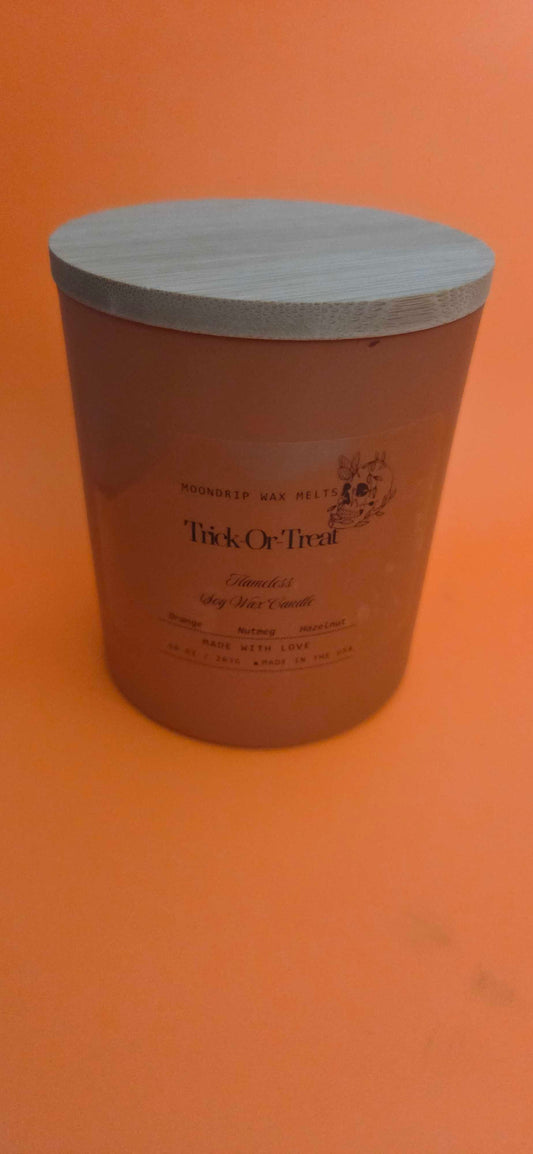 MOONDRIP WAX MELTS
Trick-Or-Treat
Flameless
Soy Wax Candle
Orange Nutmeg Hazelnut
MADE WITH LOVE
MADE IN THE USA